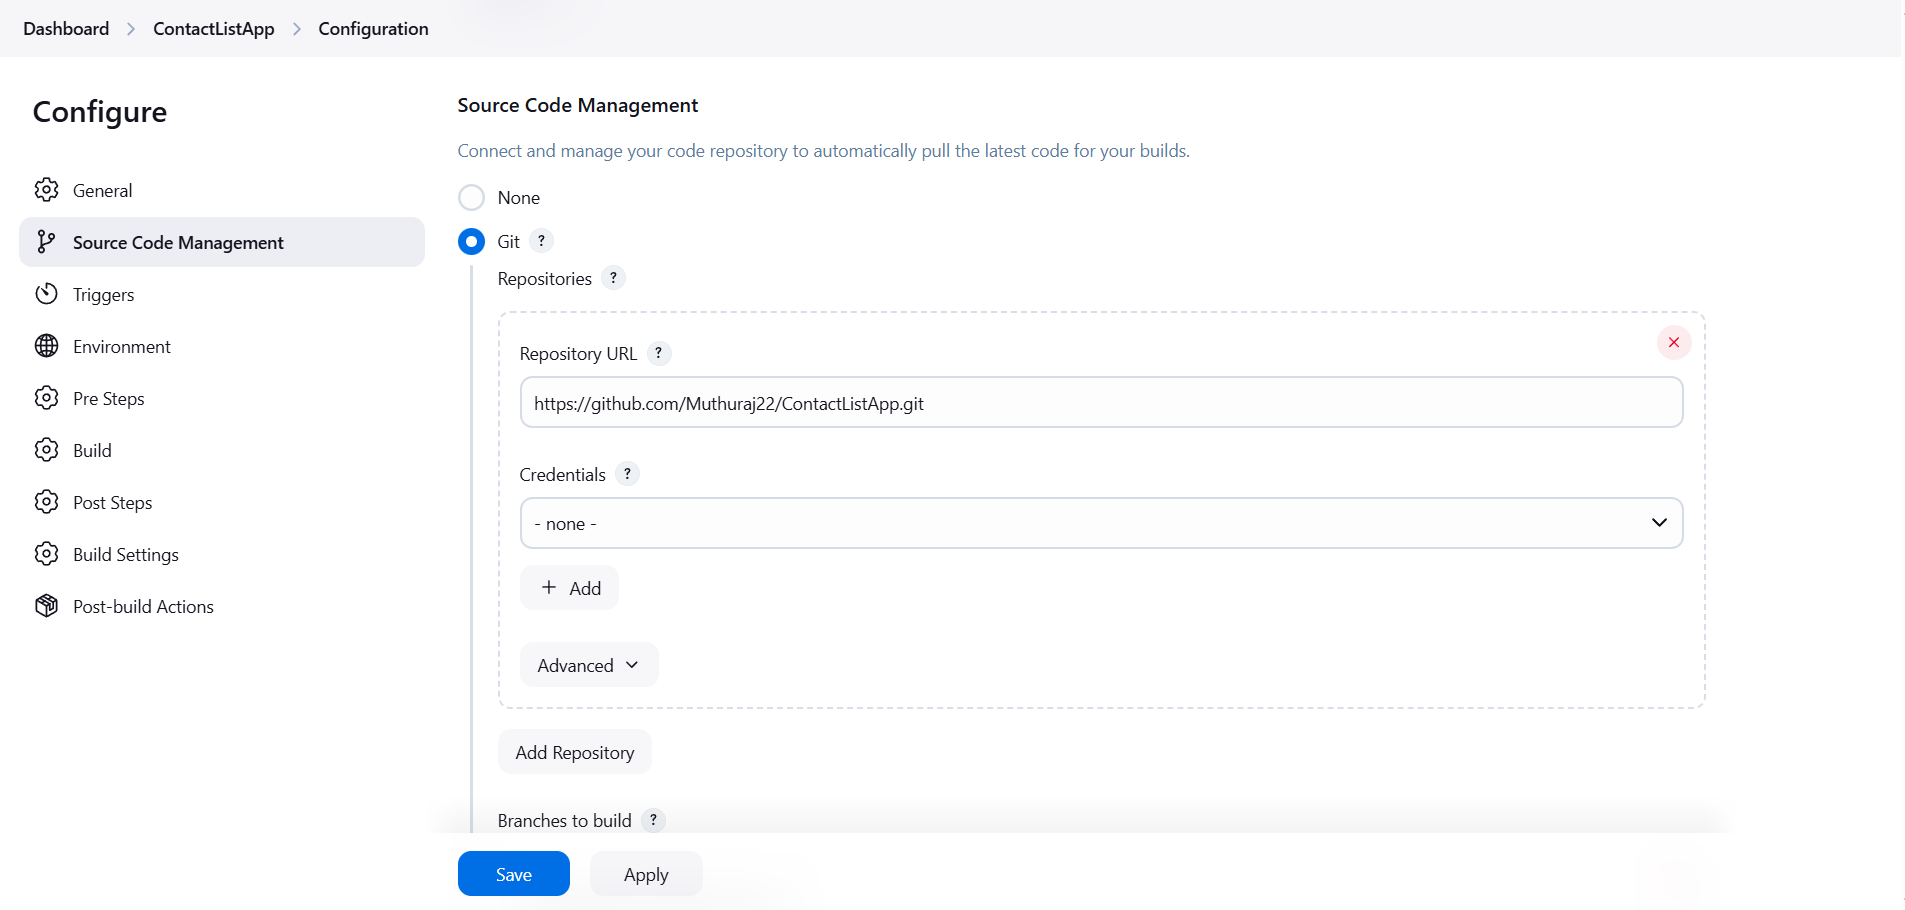 Dashboard > ContactListApp > Configuration
Configure
General
Source Code Management
Triggers
Environment
Pre Steps
Build
Post Steps
Build Settings
Post-build Actions
Source Code Management
Connect and manage your code repository to automatically pull the latest code for your builds.
None
Git ?
Repositories ?
Repository URL ?
https://github.com/Muthuraj22/ContactListApp.git
Credentials ?
- none -
+ Add
Advanced
Add Repository
Branches to build ?
Save Apply